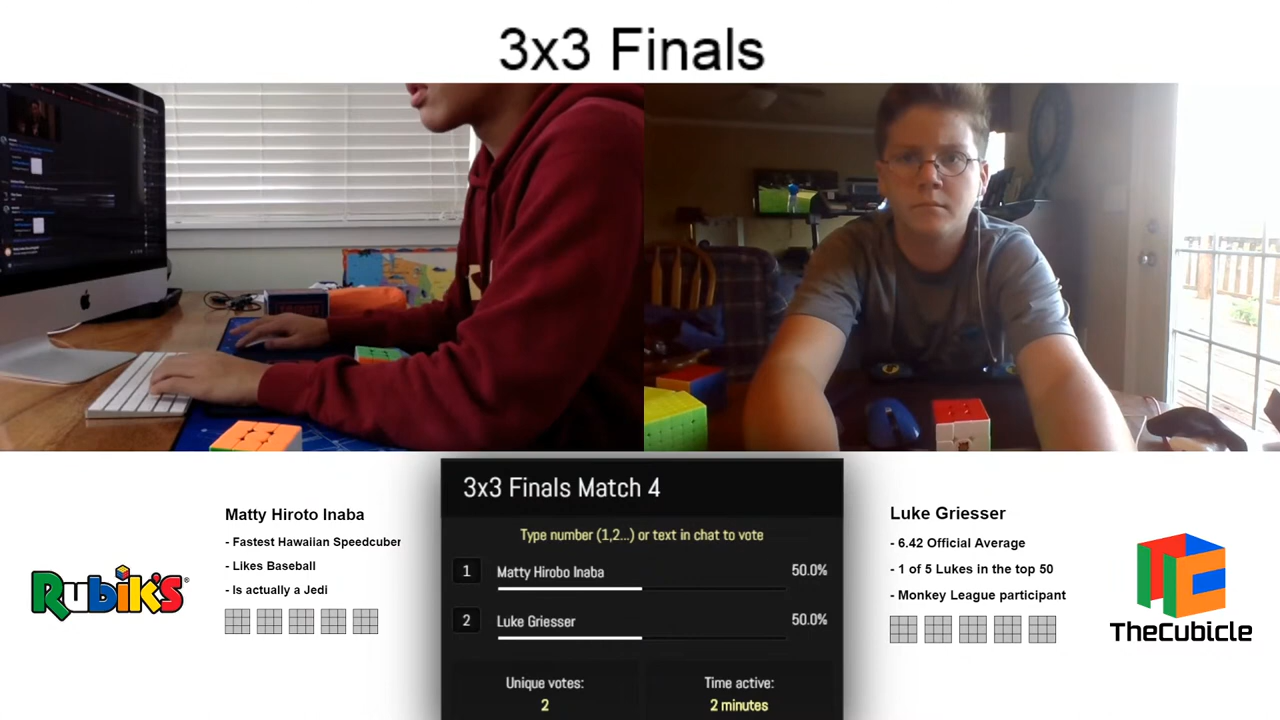 3x3 Finals
Matty Hiroto Inaba
- Fastest Hawaiian Speedcuber
- Likes Baseball
- Is actually a Jedi
RUBIK'S®
3x3 Finals Match 4
Type number (1,2...) or text in chat to vote
1 Matty Hirobo Inaba 50.0%
2 Luke Griesser 50.0%
Unique votes:
2
Time active:
2 minutes
Luke Griesser
- 6.42 Official Average
- 1 of 5 Lukes in the top 50
- Monkey League participant
TheCubicle